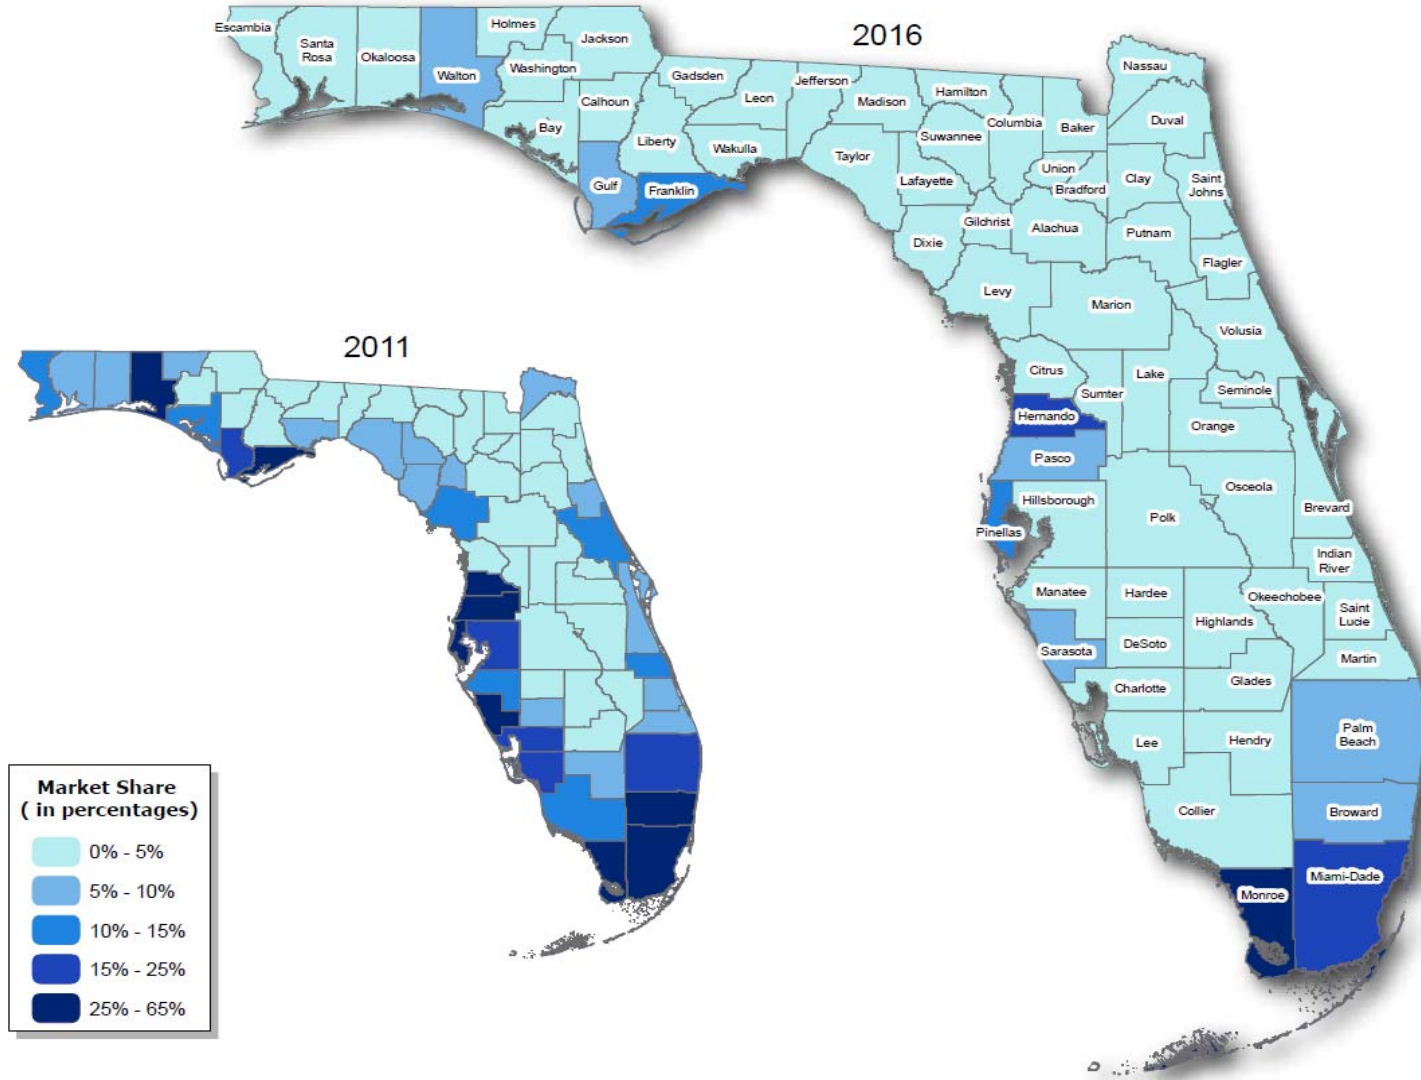 2016
Escambia
Santa
Rosa
Okaloosa
Walton
Holmes
Washington
Jackson
Bay
Calhoun
Gulf
Liberty
Franklin
Gadsden
Leon
Wakulla
Jefferson
Madison
Taylor
Hamilton
Suwannee
Lafayette
Columbia
Baker
Nassau
Duval
Union
Bradford
Clay
Saint
Johns
Dixie
Gilchrist
Alachua
Putnam
Flagler
Levy
Marion
Volusia
Citrus
Sumter
Lake
Seminole
Hernando
Orange
Pasco
Osceola
Hillsborough
Pinellas
Polk
Brevard
Indian
River
Manatee
Hardee
Highlands
Okeechobee
Saint
Lucie
Sarasota
DeSoto
Martin
Charlotte
Glades
Lee
Hendry
Palm
Beach
Collier
Broward
Monroe
Miami-Dade
2011
Market Share
( in percentages)
0% - 5%
5% - 10%
10% - 15%
15% - 25%
25% - 65%